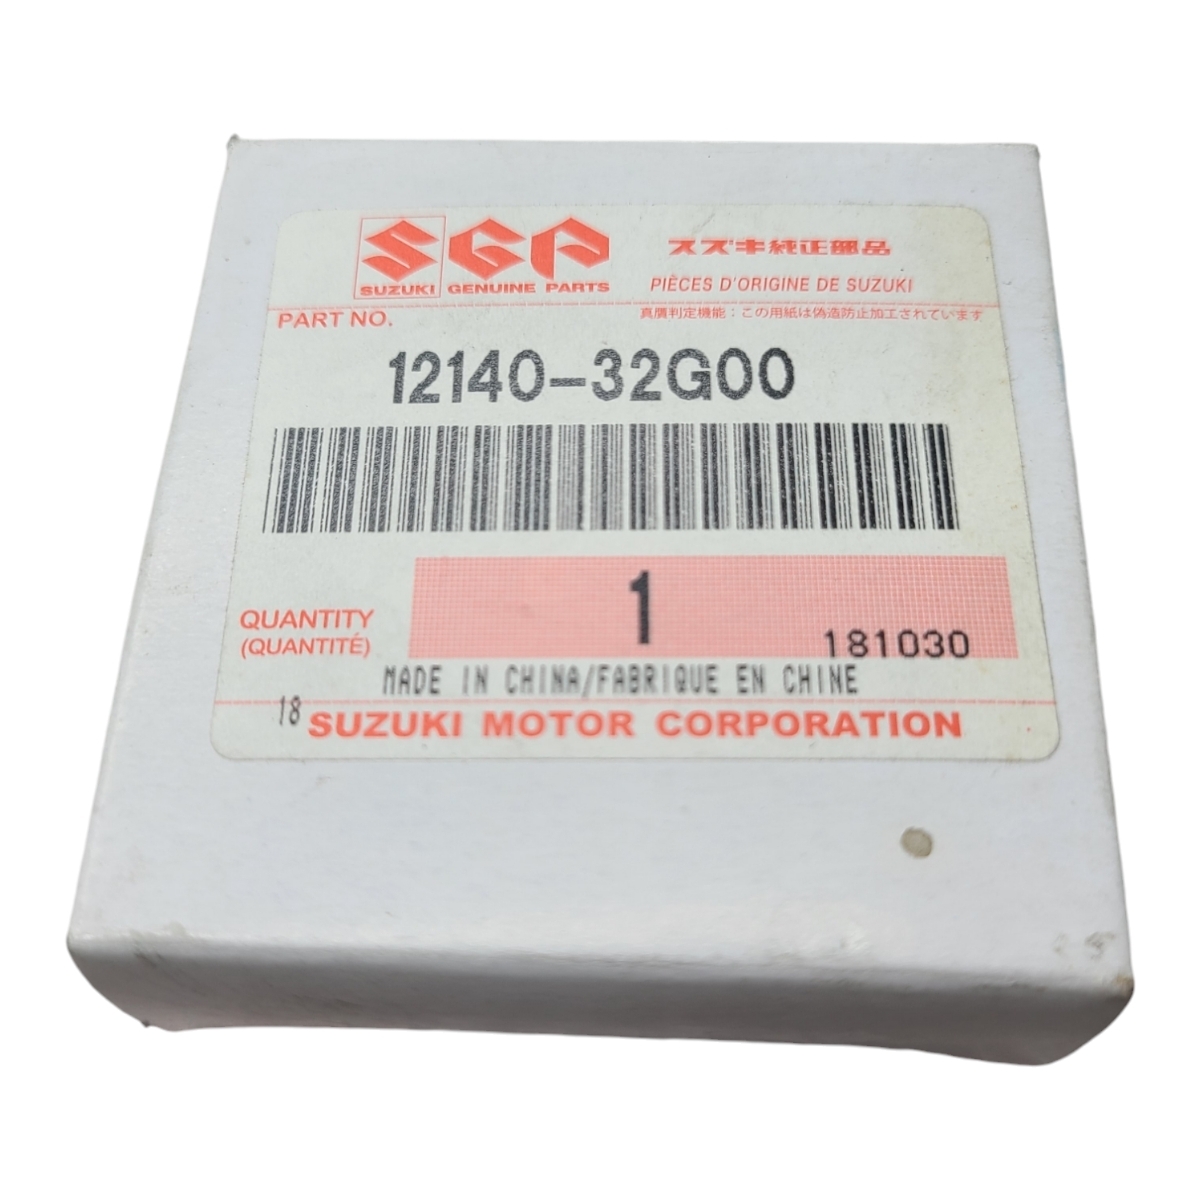 SGP
SUZUKI GENUINE PARTS
スズキ純正部品
PIÈCES D'ORIGINE DE SUZUKI
PART NO.
真贋判定機能：この用紙は偽造防止加工されています
12140-32G00
QUANTITY
(QUANTITÉ)
1
181030
MADE IN CHINA/FABRIQUE EN CHINE
18
SUZUKI MOTOR CORPORATION